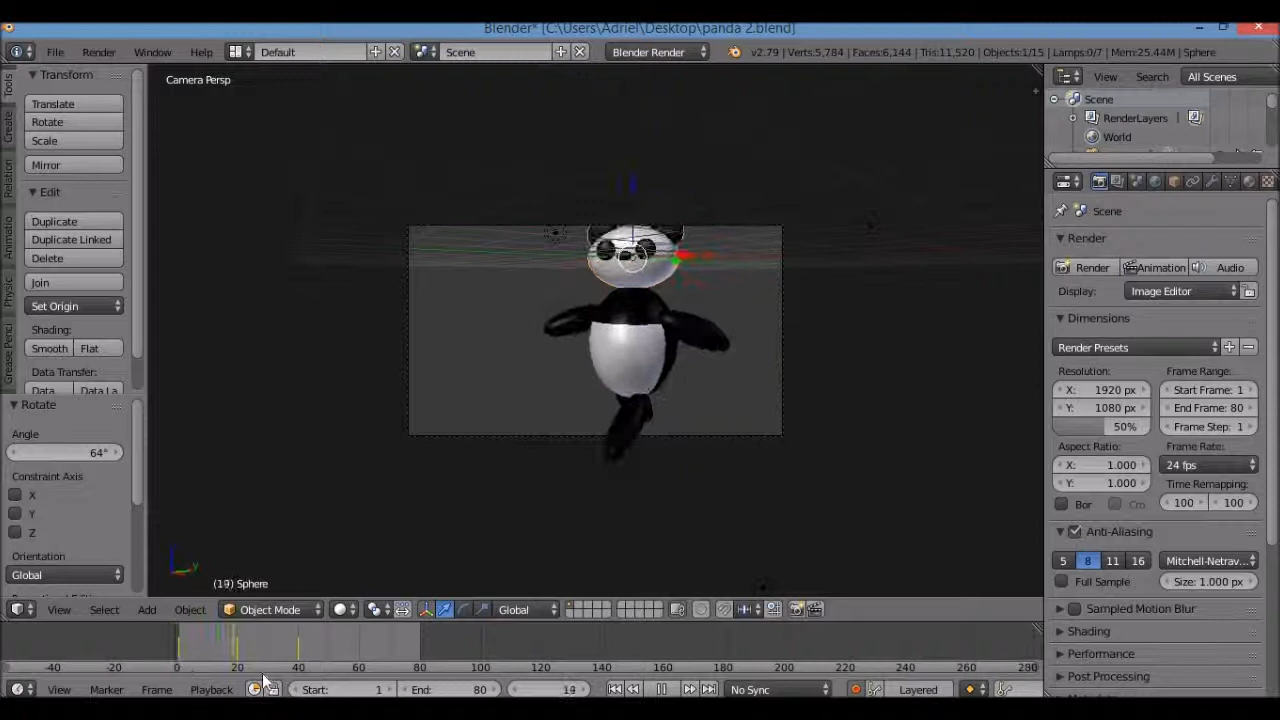 Blender* [C:\Users\Adriel\Desktop\panda 2.blend]
File Render Window Help Default Scene Blender Render v2.79 | Verts:5,784 | Faces:6,144 | Tris:11,520 | Objects:1/15 | Lamps:0/7 | Mem:25.44M | Sphere
Tools
Create
Relation
Animatio
Physic
Grease Penci
Transform
Translate
Rotate
Scale
Mirror
Edit
Duplicate
Duplicate Linked
Delete
Join
Set Origin
Shading:
Smooth Flat
Data Transfer:
Data Data La
Rotate
Angle
64°
Constraint Axis
X
Y
Z
Orientation
Global
Camera Persp
(19) Sphere
View Select Add Object Object Mode Global
View Search All Scenes
Scene
RenderLayers
World
Scene
Render
Render Animation Audio
Display: Image Editor
Dimensions
Render Presets
Resolution: Frame Range:
X: 1920 px Start Frame: 1
Y: 1080 px End Frame: 80
50% Frame Step: 1
Aspect Ratio: Frame Rate:
X: 1.000 24 fps
Y: 1.000 Time Remapping:
Bor Cro 100 100
Anti-Aliasing
5 8 11 16 Mitchell-Netrav...
Full Sample Size: 1.000 px
Sampled Motion Blur
Shading
Performance
Post Processing
-40 -20 0 20 40 60 80 100 120 140 160 180 200 220 240 260 280
View Marker Frame Playback Start: 1 End: 80 19 No Sync Layered